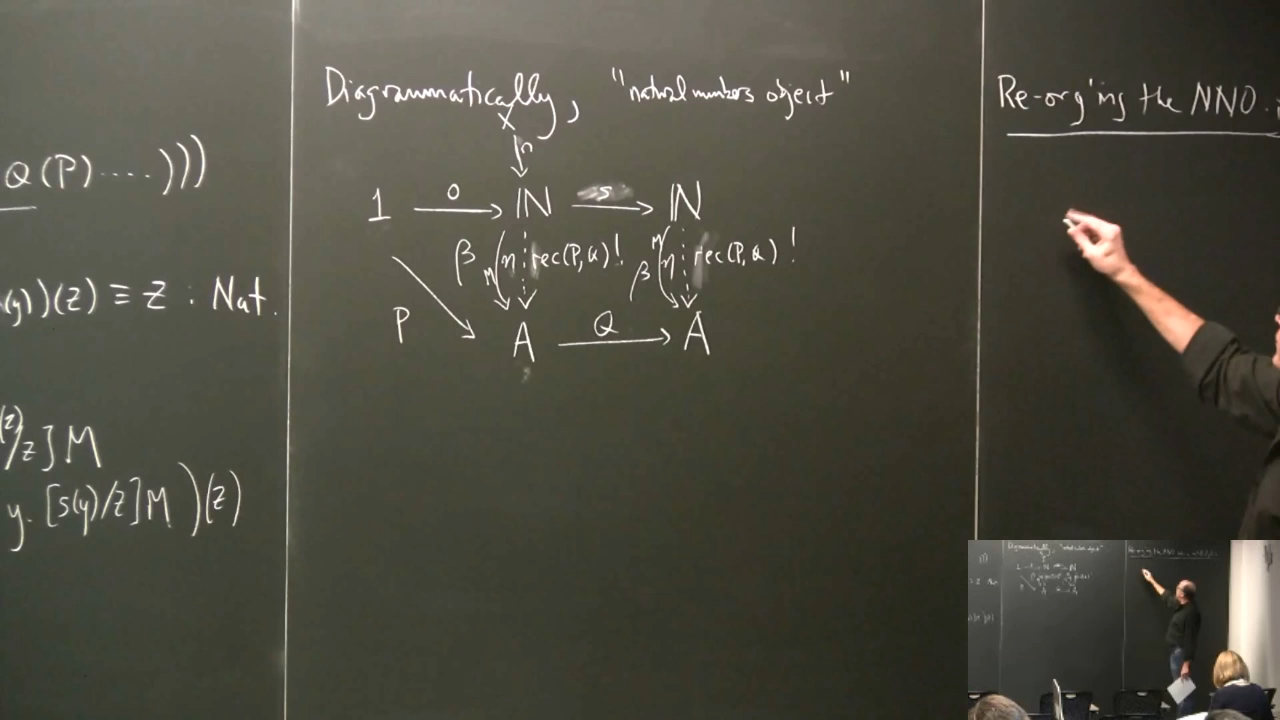 Q(P)....)))
(y))(z) ≡ z : Nat.
(z)/z]M
y. [s(y)/z]M)(z)
Diagrammatically, "natural numbers object"
X
n
1 0 ℕ s ℕ
β M η rec(P,Q)! β M η rec(P,Q)!
P A Q A
Re-org'ing the NNO.